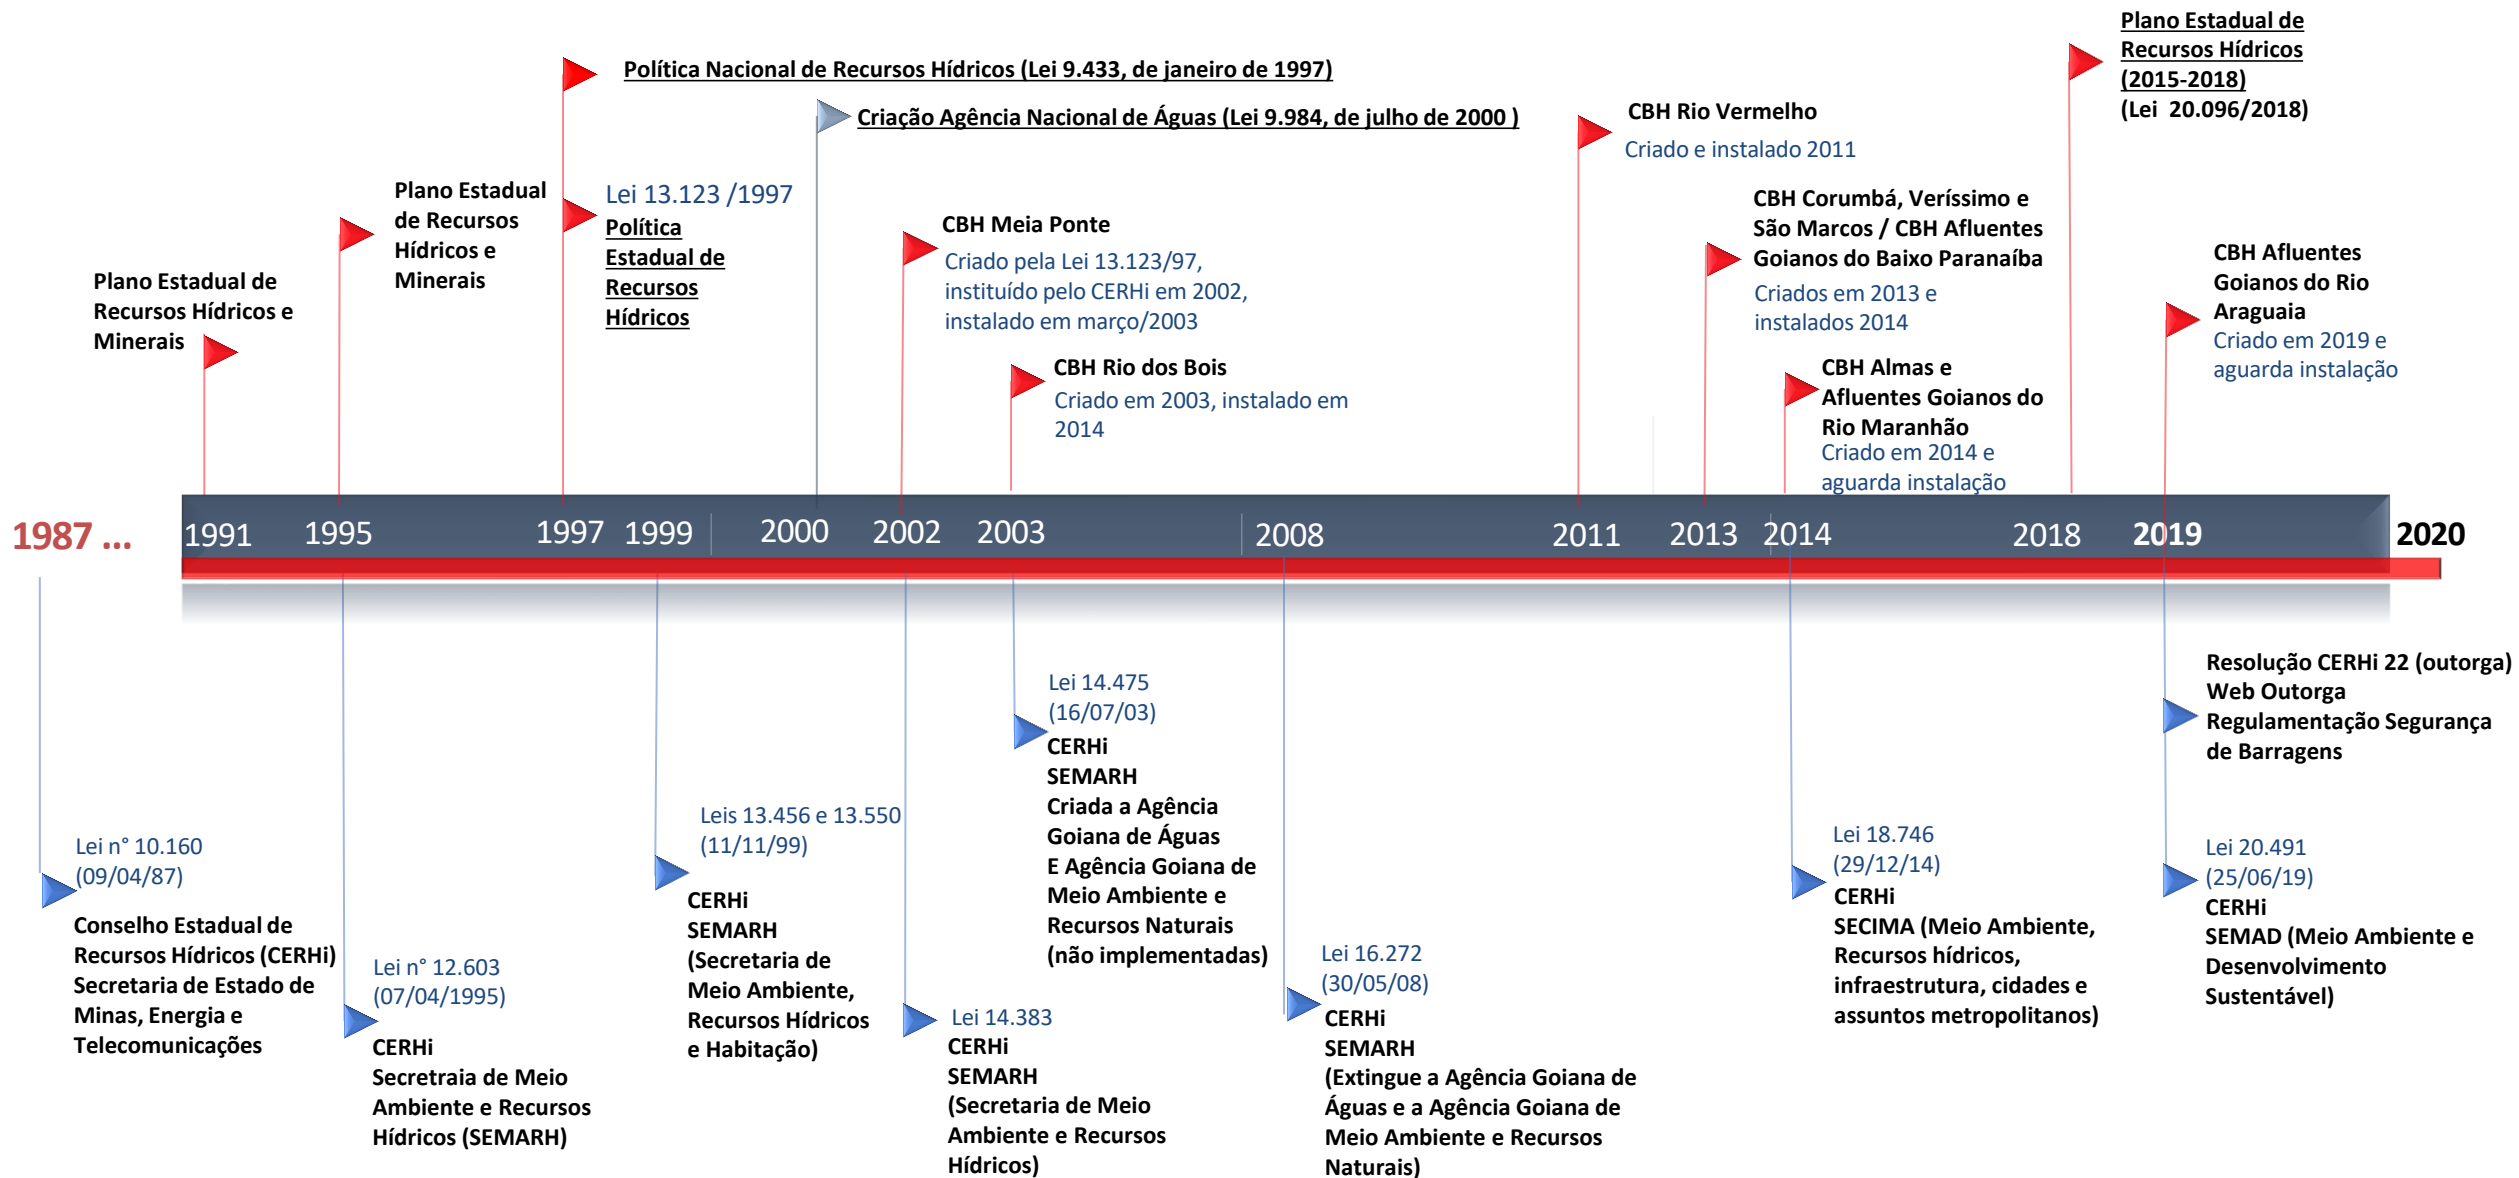 Política Nacional de Recursos Hídricos (Lei 9.433, de janeiro de 1997)
Criação Agência Nacional de Águas (Lei 9.984, de julho de 2000 )
Plano Estadual de
Recursos Hídricos e
Minerais
Plano Estadual
de Recursos
Hídricos e
Minerais
Lei 13.123 /1997
Política
Estadual de
Recursos
Hídricos
CBH Meia Ponte
Criado pela Lei 13.123/97,
instituído pelo CERHi em 2002,
instalado em março/2003
CBH Rio dos Bois
Criado em 2003, instalado em
2014
CBH Rio Vermelho
Criado e instalado 2011
CBH Corumbá, Veríssimo e
São Marcos / CBH Afluentes
Goianos do Baixo Paranaíba
Criados em 2013 e
instalados 2014
CBH Almas e
Afluentes Goianos do
Rio Maranhão
Criado em 2014 e
aguarda instalação
Plano Estadual de
Recursos Hídricos
(2015-2018)
(Lei 20.096/2018)
CBH Afluentes
Goianos do Rio
Araguaia
Criado em 2019 e
aguarda instalação
1987 ... 1991 1995 1997 1999 2000 2002 2003 2008 2011 2013 2014 2018 2019 2020
Lei n° 10.160
(09/04/87)
Conselho Estadual de
Recursos Hídricos (CERHi)
Secretaria de Estado de
Minas, Energia e
Telecomunicações
Lei n° 12.603
(07/04/1995)
CERHi
Secretraia de Meio
Ambiente e Recursos
Hídricos (SEMARH)
Leis 13.456 e 13.550
(11/11/99)
CERHi
SEMARH
(Secretaria de
Meio Ambiente,
Recursos Hídricos
e Habitação)
Lei 14.383
CERHi
SEMARH
(Secretaria de Meio
Ambiente e Recursos
Hídricos)
Lei 14.475
(16/07/03)
CERHi
SEMARH
Criada a Agência
Goiana de Águas
E Agência Goiana de
Meio Ambiente e
Recursos Naturais
(não implementadas)
Lei 16.272
(30/05/08)
CERHi
SEMARH
(Extingue a Agência Goiana de
Águas e a Agência Goiana de
Meio Ambiente e Recursos
Naturais)
Lei 18.746
(29/12/14)
CERHi
SECIMA (Meio Ambiente,
Recursos hídricos,
infraestrutura, cidades e
assuntos metropolitanos)
Resolução CERHi 22 (outorga)
Web Outorga
Regulamentação Segurança
de Barragens
Lei 20.491
(25/06/19)
CERHi
SEMAD (Meio Ambiente e
Desenvolvimento
Sustentável)